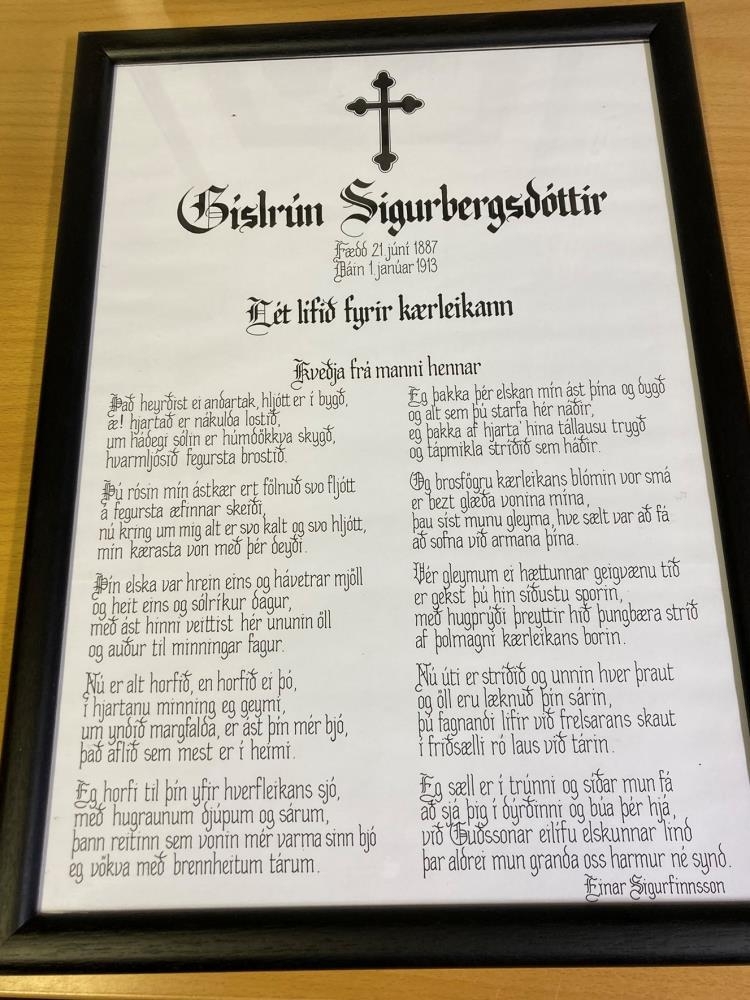 Gíslrún Sigurbergsdóttir
Fædd 21. júní 1887
Dáin 1. janúar 1913
Lét lífið fyrir kærleikann
Kveðja frá manni hennar
Það heyrðist ei andartak, hljótt er í bygð,
æ! hjartað er nákulda lostið,
um hádegi sólin er húmdökkva skygð,
hvarmljósið fegursta brostið.
Þú rósin mín ástkær ert fölnuð svo fljótt
á fegursta æfinnar skeiði,
nú kring um mig alt er svo kalt og svo hljótt,
mín kærasta von með þér deyði.
Þín elska var hrein eins og hávetrar mjöll
og heit eins og sólríkur dagur,
með ást hinni veittist hér ununin öll
og auður til minningar fagur.
Nú er alt horfið, en horfið ei þó,
í hjartanu minning eg geymi,
um yndið margfalda, er ást þín mér bjó,
það aflið sem mest er í heimi.
Eg horfi til þín yfir hverfleikans sjó,
með hugraunum djúpum og sárum,
þann reitinn sem vonin mér varma sinn bjó
eg vökva með brennheitum tárum.
Eg þakka þér elskan mín ást þína og dygð
og alt sem þú starfa hér náðir,
eg þakka af hjarta' hina tállausu trygð
og tápmikla stríðið sem háðir.
Og brosfögru kærleikans blómin vor smá
er bezt glæða vonina mína,
þau síst munu gleyma, hve sælt var að fá
að sofna við armana þína.
Vér gleymum ei hættunnar geigvænu tíð
er gekst þú hin síðustu sporin,
með hugprýði þreyttir hið þungbæra stríð
af þolmagni kærleikans borin.
Nú úti er stríðið og unnin hver þraut
og öll eru læknuð þín sárin,
þú fagnandi lifir við frelsarans skaut
í friðsælli ró laus við tárin.
Eg sæll er í trúnni og síðar mun fá
að sjá þig í dýrðinni og búa þér hjá,
við Guðssonar eilífu elskunnar lind
þar aldrei mun granda oss harmur né synd.
Einar Sigurfinnsson